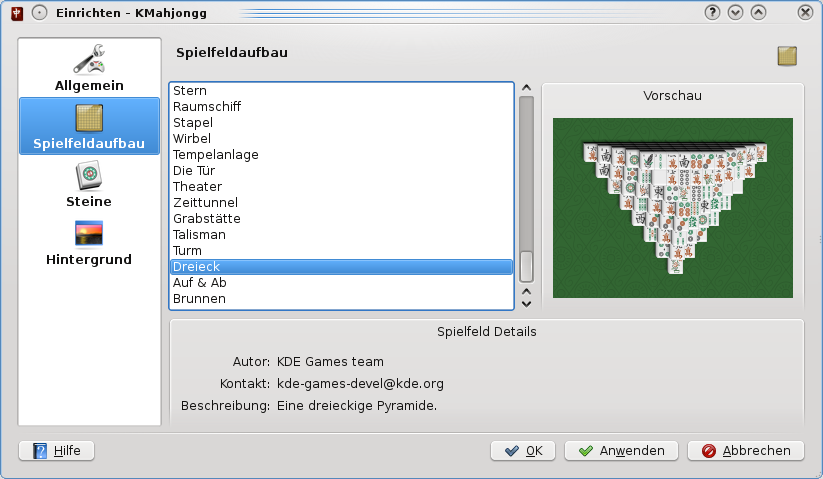 Einrichten - KMahjongg
Allgemein
Spielfeldaufbau
Steine
Hintergrund
Spielfeldaufbau
Stern
Raumschiff
Stapel
Wirbel
Tempelanlage
Die Tür
Theater
Zeittunnel
Grabstätte
Talisman
Turm
Dreieck
Auf & Ab
Brunnen
Vorschau
Spielfeld Details
Autor: KDE Games team
Kontakt: kde-games-devel@kde.org
Beschreibung: Eine dreieckige Pyramide.
Hilfe
OK
Anwenden
Abbrechen